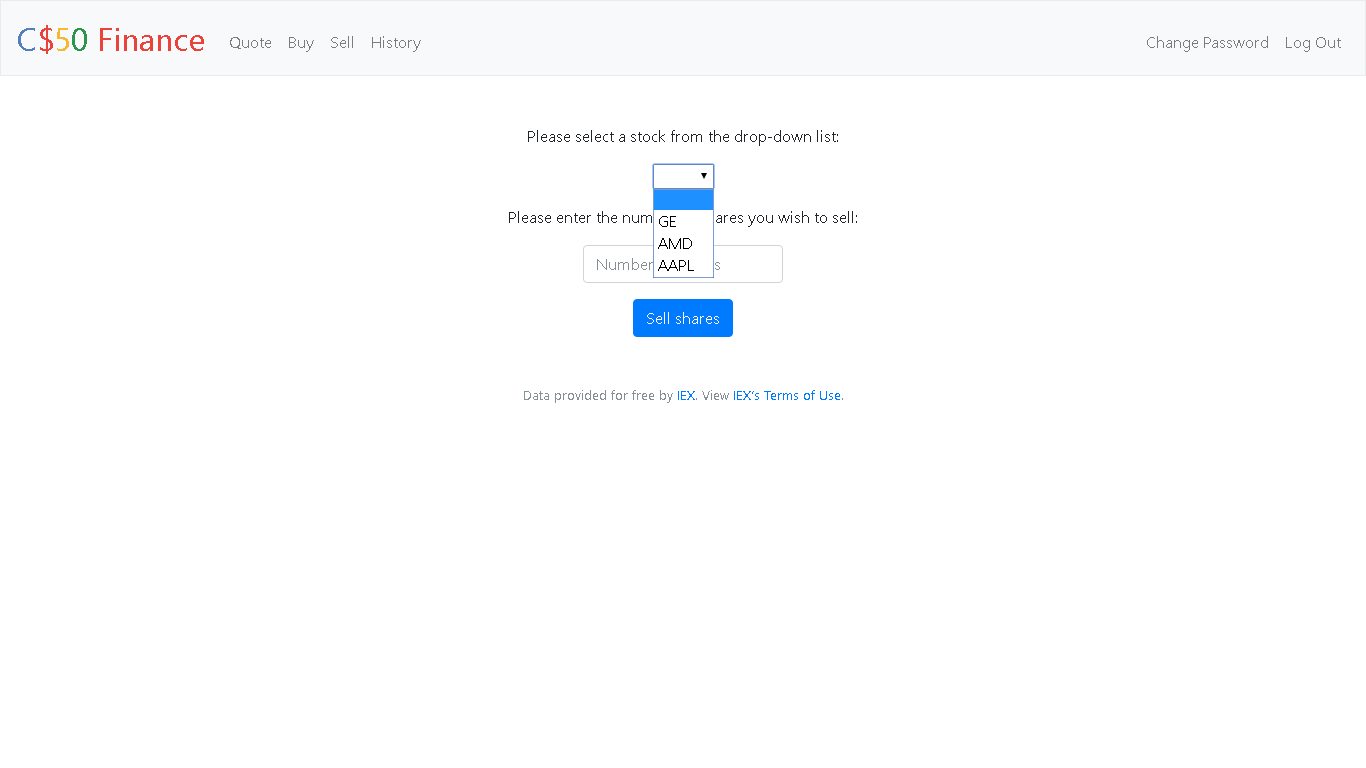 C$50 Finance Quote Buy Sell History Change Password Log Out
Please select a stock from the drop-down list:
▼
Please enter the num ares you wish to sell:
GE
AMD
Number s
AAPL
Sell shares
Data provided for free by IEX. View IEX's Terms of Use.